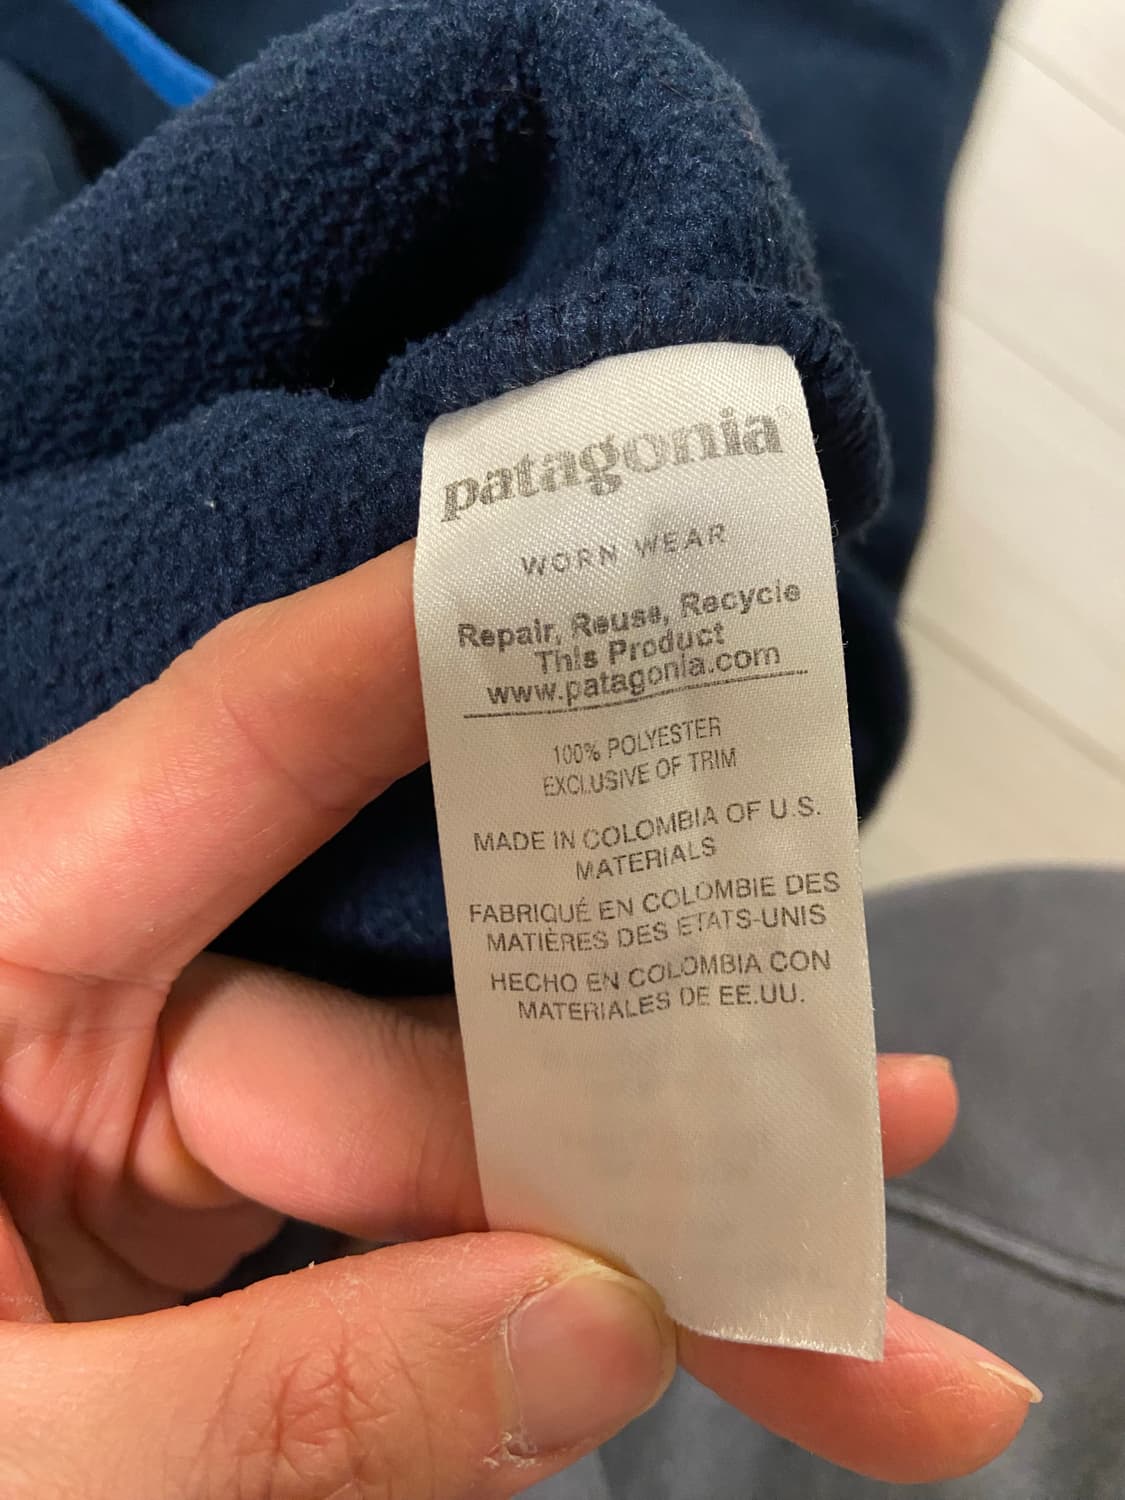 patagonia®
WORN WEAR
Repair, Reuse, Recycle
This Product
www.patagonia.com
100% POLYESTER
EXCLUSIVE OF TRIM
MADE IN COLOMBIA OF U.S.
MATERIALS
FABRIQUÉ EN COLOMBIE DES
MATIÈRES DES ETATS-UNIS
HECHO EN COLOMBIA CON
MATERIALES DE EE.UU.